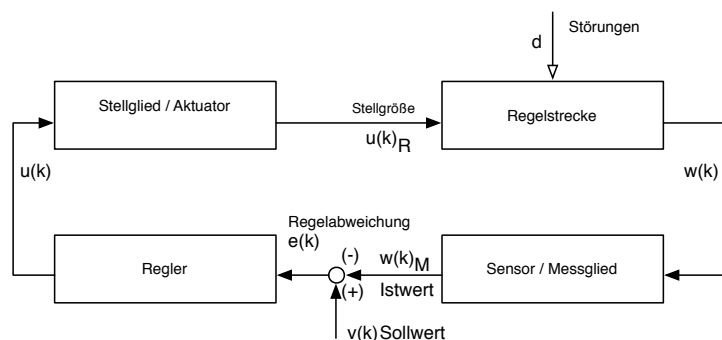 Störungen
d
Stellglied / Aktuator
Stellgröße
u(k)R
Regelstrecke
u(k)
w(k)
Regelabweichung
e(k)
Regler
(-)
(+)
w(k)M
Istwert
Sensor / Messglied
v(k) Sollwert